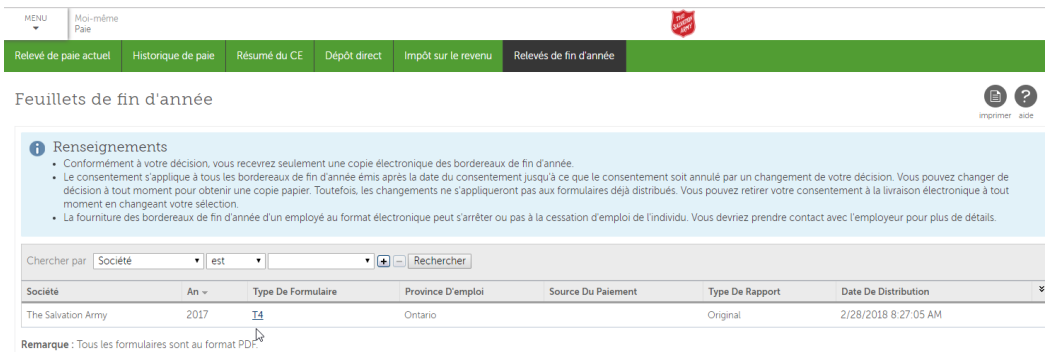 MENU
Moi-même
Paie
THE SALVATION ARMY
Relevé de paie actuel Historique de paie Résumé du CE Dépôt direct Impôt sur le revenu Relevés de fin d'année
Feuillets de fin d'année
imprimer aide
Renseignements
• Conformément à votre décision, vous recevrez seulement une copie électronique des bordereaux de fin d'année.
• Le consentement s'applique à tous les bordereaux de fin d'année émis après la date du consentement jusqu'à ce que le consentement soit annulé par un changement de votre décision. Vous pouvez changer de
décision à tout moment pour obtenir une copie papier. Toutefois, les changements ne s'appliqueront pas aux formulaires déjà distribués. Vous pouvez retirer votre consentement à la livraison électronique à tout
moment en changeant votre sélection.
• La fourniture des bordereaux de fin d'année d'un employé au format électronique peut s'arrêter ou pas à la cessation d'emploi de l'individu. Vous devriez prendre contact avec l'employeur pour plus de détails.
Chercher par Société est Rechercher
Société An Type De Formulaire Province D'emploi Source Du Paiement Type De Rapport Date De Distribution
The Salvation Army 2017 T4 Ontario Original 2/28/2018 8:27:05 AM
Remarque : Tous les formulaires sont au format PDF.